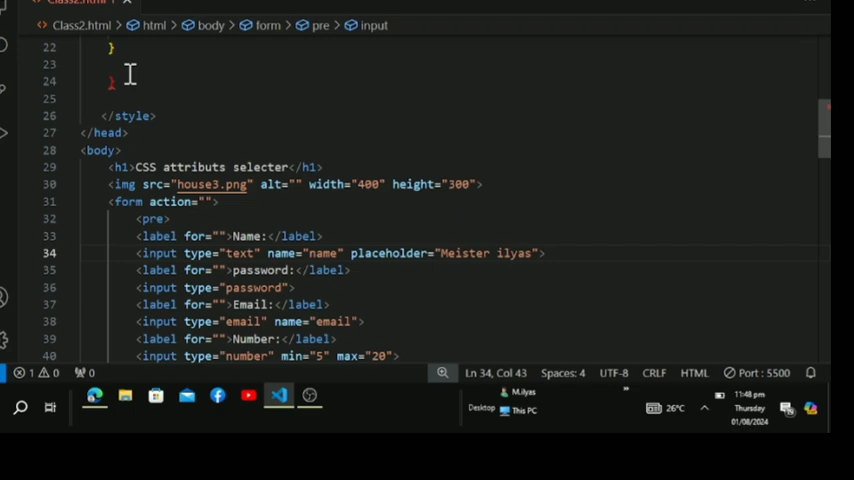 Class2.html
Class2.html > html > body > form > pre > input
22 }
23
24 }
25
26 </style>
27 </head>
28 <body>
29 <h1>CSS attributs selecter</h1>
30 <img src="house3.png" alt="" width="400" height="300">
31 <form action="">
32 <pre>
33 <label for="">Name:</label>
34 <input type="text" name="name" placeholder="Meister ilyas">
35 <label for="">password:</label>
36 <input type="password">
37 <label for="">Email:</label>
38 <input type="email" name="email">
39 <label for="">Number:</label>
40 <input type="number" min="5" max="20">
1 0 0 Ln 34, Col 43 Spaces: 4 UTF-8 CRLF HTML Port : 5500
M.ilyas
Desktop This PC
26°C
11:48 pm
Thursday
01/08/2024